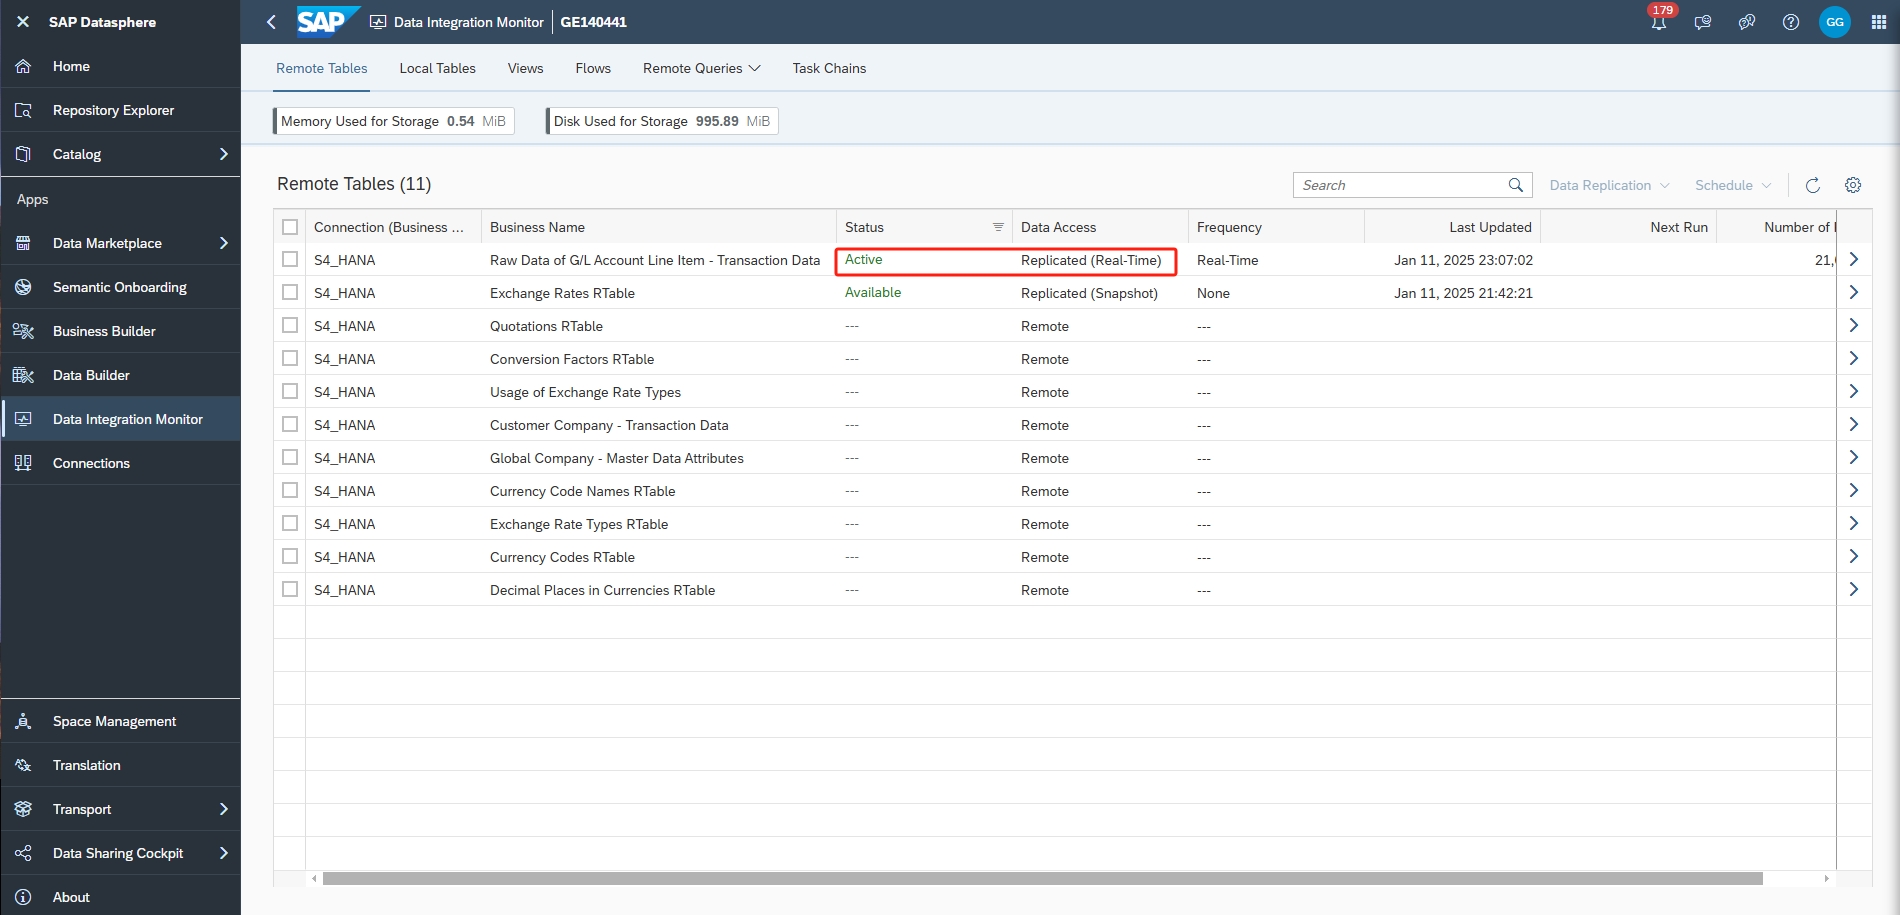 SAP Datasphere
SAP
Data Integration Monitor
GE140441
179
GG
Home
Repository Explorer
Catalog
Apps
Data Marketplace
Semantic Onboarding
Business Builder
Data Builder
Data Integration Monitor
Connections
Space Management
Translation
Transport
Data Sharing Cockpit
About
Remote Tables Local Tables Views Flows Remote Queries Task Chains
Memory Used for Storage 0.54 MiB
Disk Used for Storage 995.89 MiB
Remote Tables (11)
Search
Data Replication
Schedule
Connection (Business ... Business Name Status Data Access Frequency Last Updated Next Run Number of
S4_HANA Raw Data of G/L Account Line Item - Transaction Data Active Replicated (Real-Time) Real-Time Jan 11, 2025 23:07:02 21,
S4_HANA Exchange Rates RTable Available Replicated (Snapshot) None Jan 11, 2025 21:42:21
S4_HANA Quotations RTable --- Remote ---
S4_HANA Conversion Factors RTable --- Remote ---
S4_HANA Usage of Exchange Rate Types --- Remote ---
S4_HANA Customer Company - Transaction Data --- Remote ---
S4_HANA Global Company - Master Data Attributes --- Remote ---
S4_HANA Currency Code Names RTable --- Remote ---
S4_HANA Exchange Rate Types RTable --- Remote ---
S4_HANA Currency Codes RTable --- Remote ---
S4_HANA Decimal Places in Currencies RTable --- Remote ---